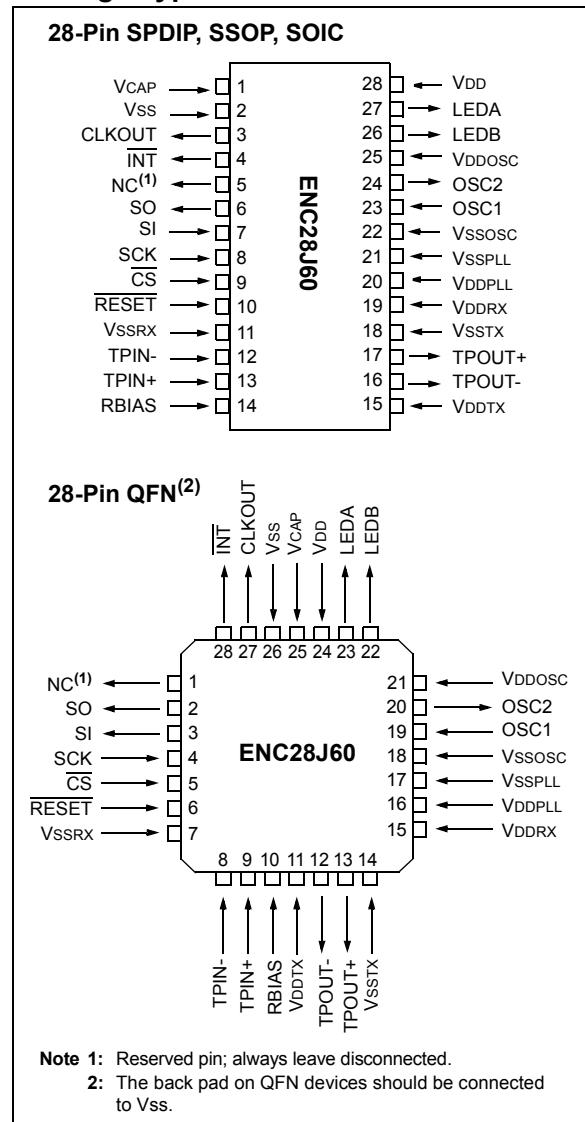 28-Pin SPDIP, SSOP, SOIC
VCAP 1
VSS 2
CLKOUT 3
INT 4
NC(1) 5
SO 6
SI 7
SCK 8
CS 9
RESET 10
VSSRX 11
TPIN- 12
TPIN+ 13
RBIAS 14
ENC28J60
28 VDD
27 LEDA
26 LEDB
25 VDDOSC
24 OSC2
23 OSC1
22 VSSOSC
21 VSSPLL
20 VDDPLL
19 VDDRX
18 VSSTX
17 TPOUT+
16 TPOUT-
15 VDDTX
28-Pin QFN(2)
INT CLKOUT VSS VCAP VDD LEDA LEDB
28 27 26 25 24 23 22
NC(1) 1
SO 2
SI 3
SCK 4
CS 5
RESET 6
VSSRX 7
ENC28J60
21 VDDOSC
20 OSC2
19 OSC1
18 VSSOSC
17 VSSPLL
16 VDDPLL
15 VDDRX
8 9 10 11 12 13 14
TPIN- TPIN+ RBIAS VDDTX TPOUT- TPOUT+ VSSTX
Note 1: Reserved pin; always leave disconnected.
2: The back pad on QFN devices should be connected
to Vss.